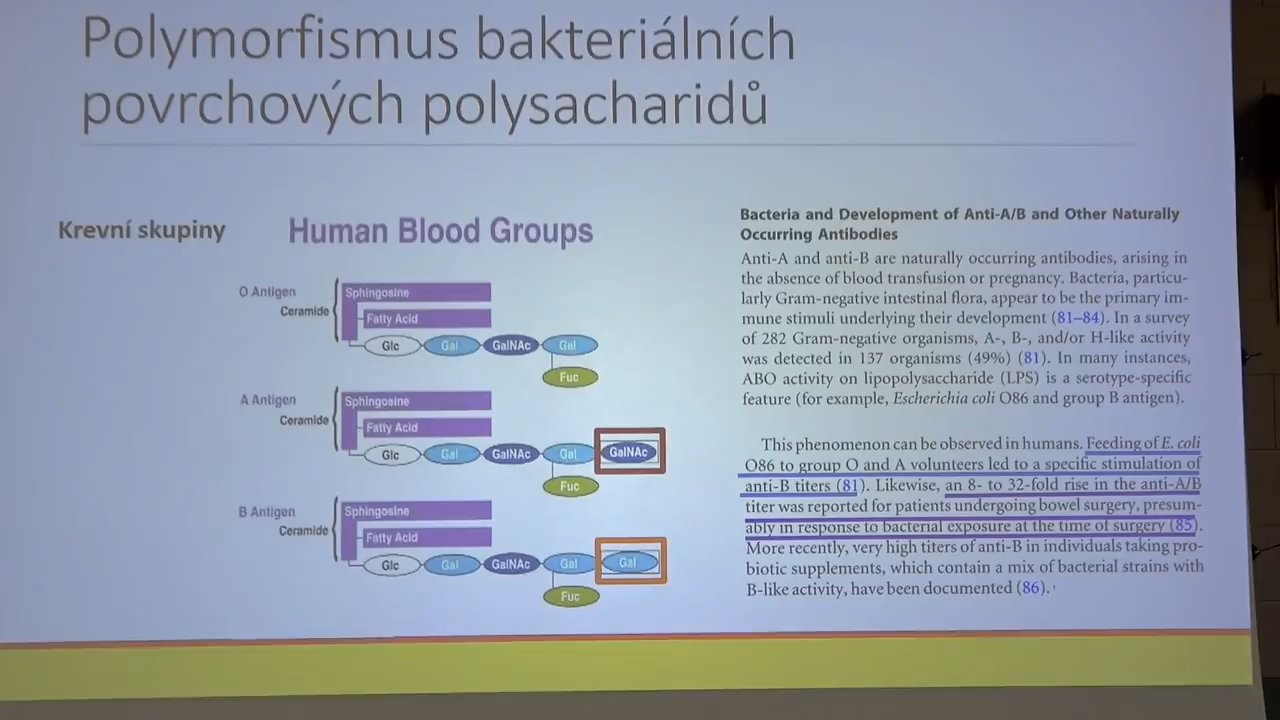 Polymorfismus bakteriálních
povrchových polysacharidů
Krevní skupiny
Human Blood Groups
O Antigen
Ceramide
Sphingosine
Fatty Acid
Glc
Gal
GalNAc
Gal
Fuc
A Antigen
Ceramide
Sphingosine
Fatty Acid
Glc
Gal
GalNAc
Gal
GalNAc
Fuc
B Antigen
Ceramide
Sphingosine
Fatty Acid
Glc
Gal
GalNAc
Gal
Gal
Fuc
Bacteria and Development of Anti-A/B and Other Naturally
Occurring Antibodies
Anti-A and anti-B are naturally occurring antibodies, arising in
the absence of blood transfusion or pregnancy. Bacteria, particu-
larly Gram-negative intestinal flora, appear to be the primary im-
mune stimuli underlying their development (81–84). In a survey
of 282 Gram-negative organisms, A-, B-, and/or H-like activity
was detected in 137 organisms (49%) (81). In many instances,
ABO activity on lipopolysaccharide (LPS) is a serotype-specific
feature (for example, Escherichia coli O86 and group B antigen).
This phenomenon can be observed in humans. Feeding of E. coli
O86 to group O and A volunteers led to a specific stimulation of
anti-B titers (81). Likewise, an 8- to 32-fold rise in the anti-A/B
titer was reported for patients undergoing bowel surgery, presum-
ably in response to bacterial exposure at the time of surgery (85).
More recently, very high titers of anti-B in individuals taking pro-
biotic supplements, which contain a mix of bacterial strains with
B-like activity, have been documented (86).